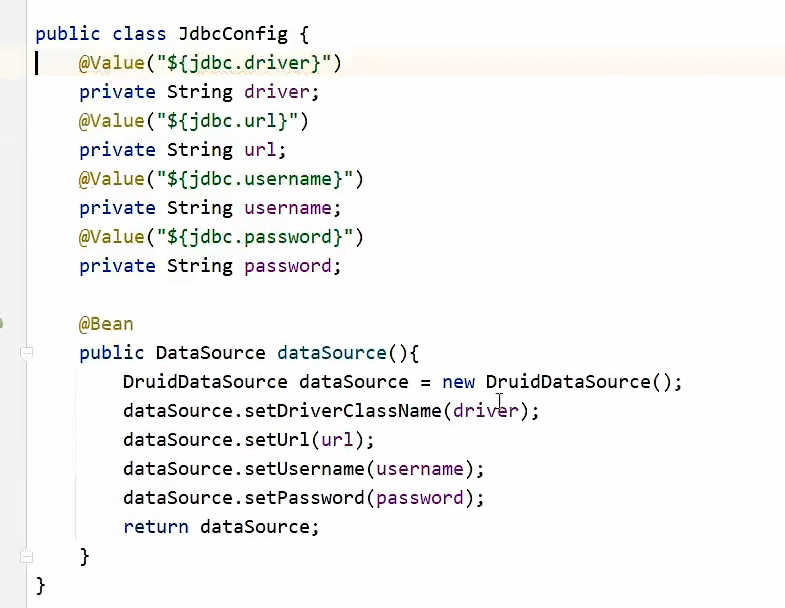 public class JdbcConfig {
    @Value("${jdbc.driver}")
    private String driver;
    @Value("${jdbc.url}")
    private String url;
    @Value("${jdbc.username}")
    private String username;
    @Value("${jdbc.password}")
    private String password;

    @Bean
    public DataSource dataSource(){
        DruidDataSource dataSource = new DruidDataSource();
        dataSource.setDriverClassName(driver);
        dataSource.setUrl(url);
        dataSource.setUsername(username);
        dataSource.setPassword(password);
        return dataSource;
    }
}